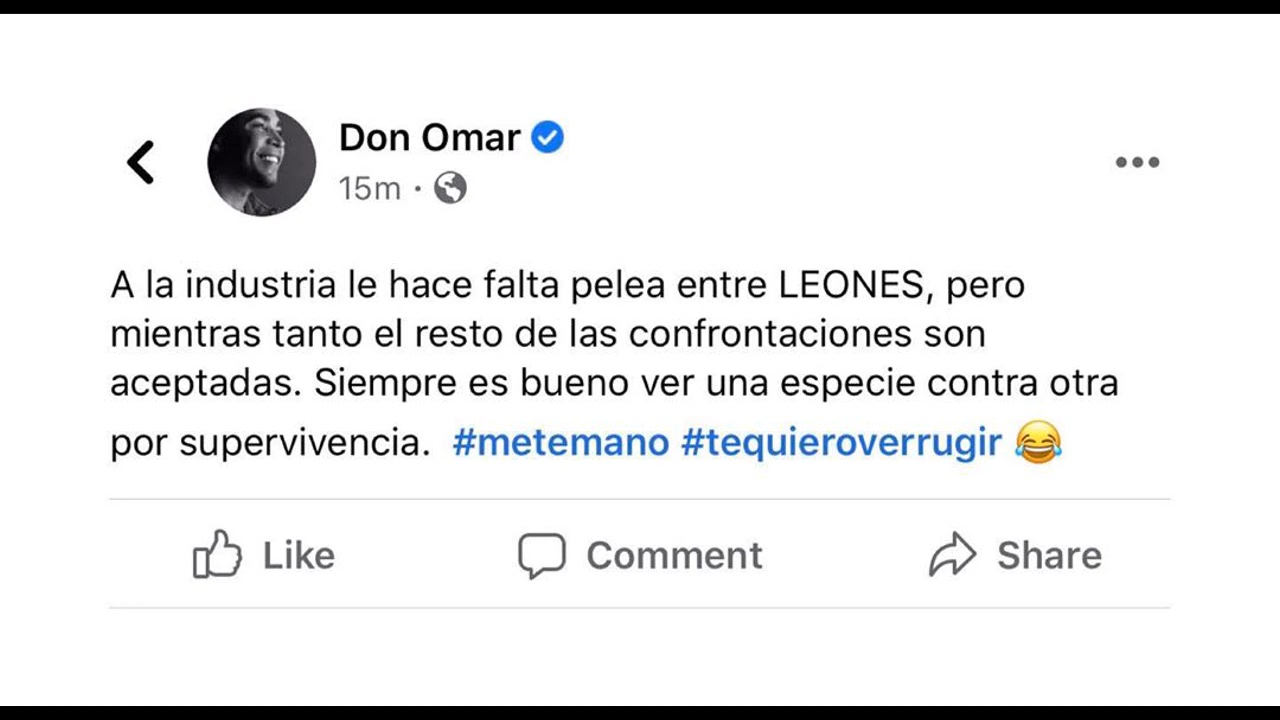 Don Omar
15m ·
A la industria le hace falta pelea entre LEONES, pero
mientras tanto el resto de las confrontaciones son
aceptadas. Siempre es bueno ver una especie contra otra
por supervivencia. #metemano #tequieroverrugir 😂
Like
Comment
Share